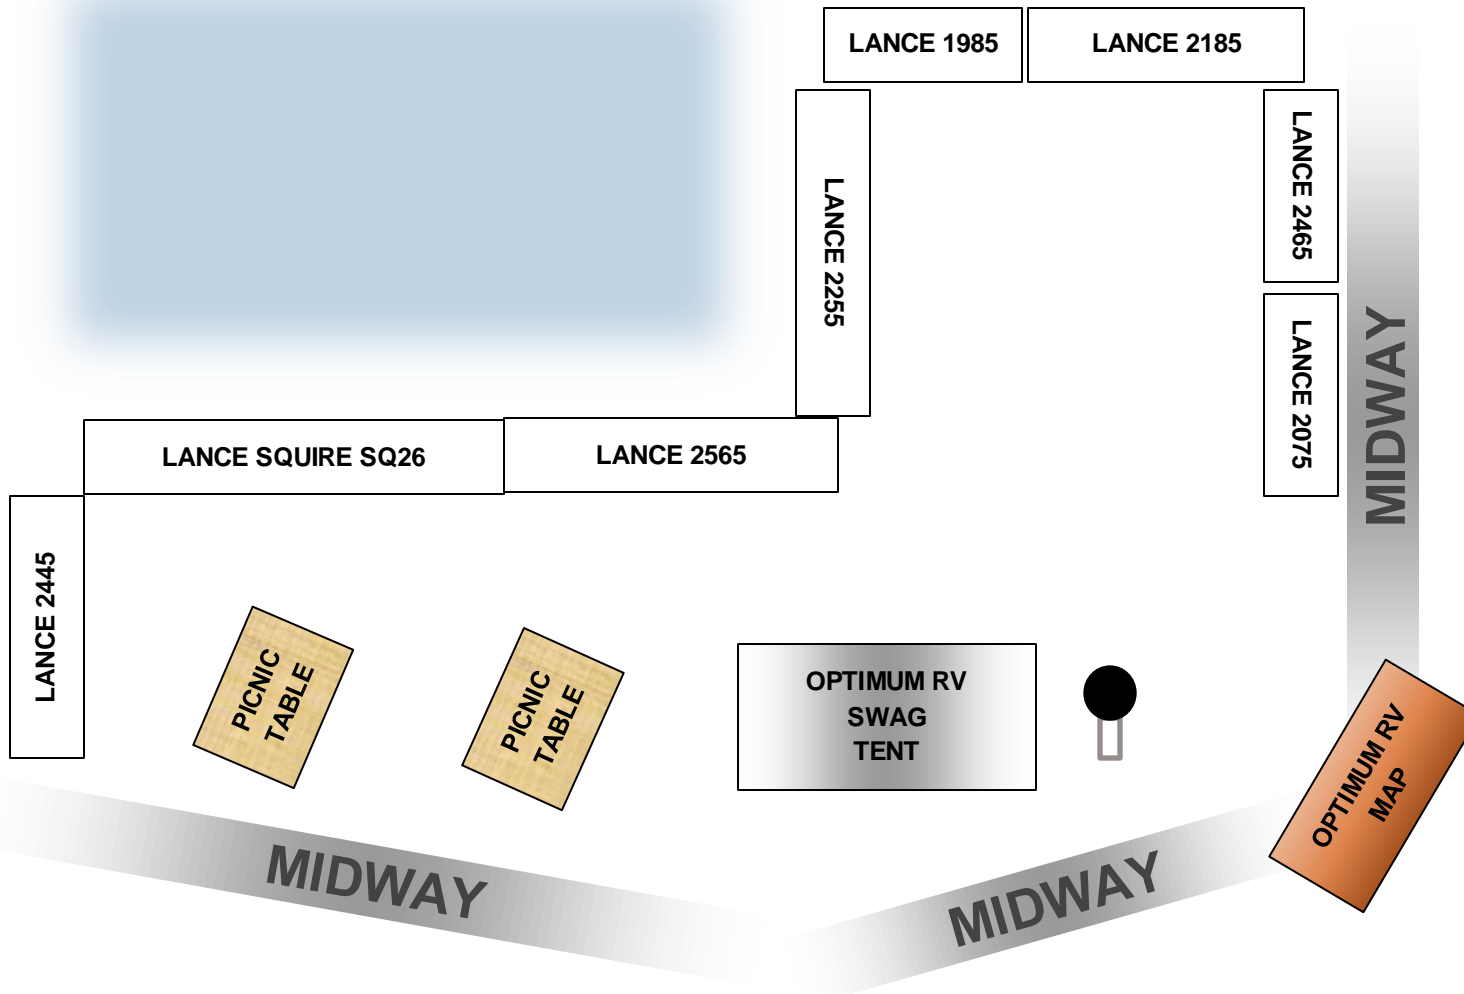 LANCE 1985
LANCE 2185
LANCE 2465
LANCE 2255
LANCE 2075
MIDWAY
LANCE SQUIRE SQ26
LANCE 2565
LANCE 2445
PICNIC
TABLE
PICNIC
TABLE
OPTIMUM RV
SWAG
TENT
OPTIMUM RV
MAP
MIDWAY
MIDWAY